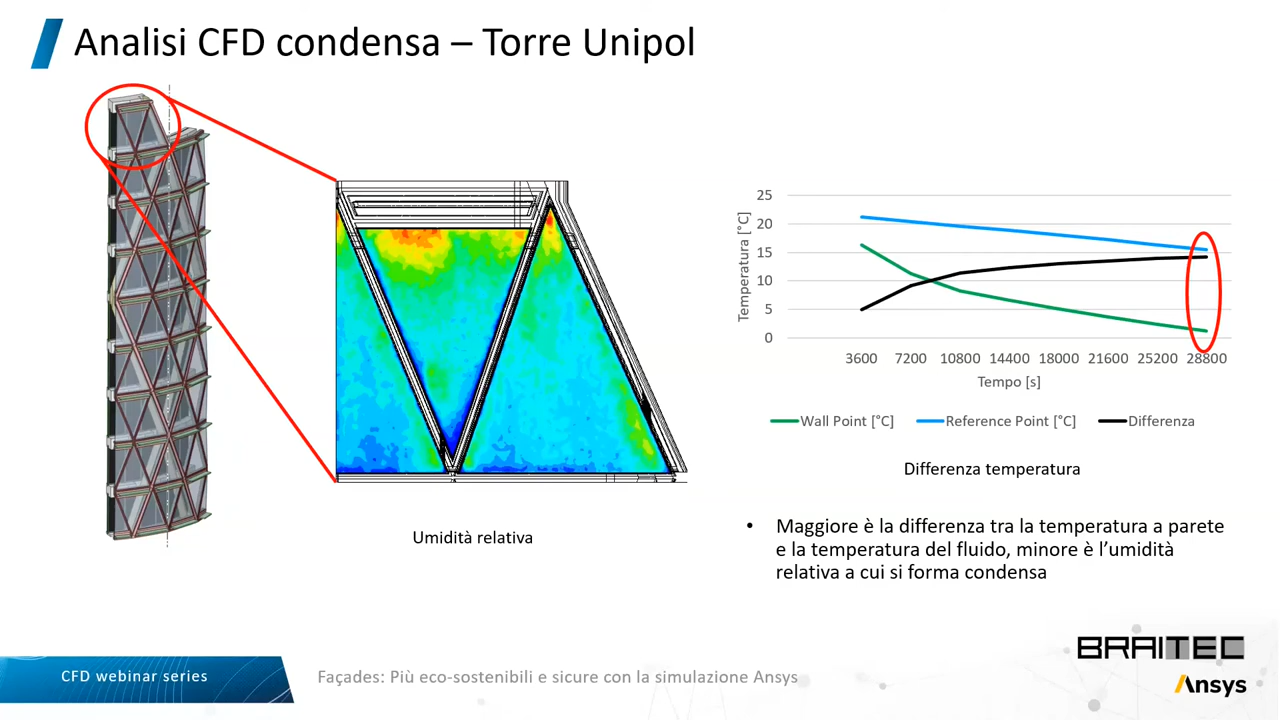 Analisi CFD condensa – Torre Unipol
25
20
15
10
5
0
Temperatura [°C]
3600 7200 10800 14400 18000 21600 25200 28800
Tempo [s]
Wall Point [°C] Reference Point [°C] Differenza
Differenza temperatura
Umidità relativa
• Maggiore è la differenza tra la temperatura a parete
e la temperatura del fluido, minore è l’umidità
relativa a cui si forma condensa
BRAITEC
CFD webinar series
Façades: Più eco-sostenibili e sicure con la simulazione Ansys
Ansys